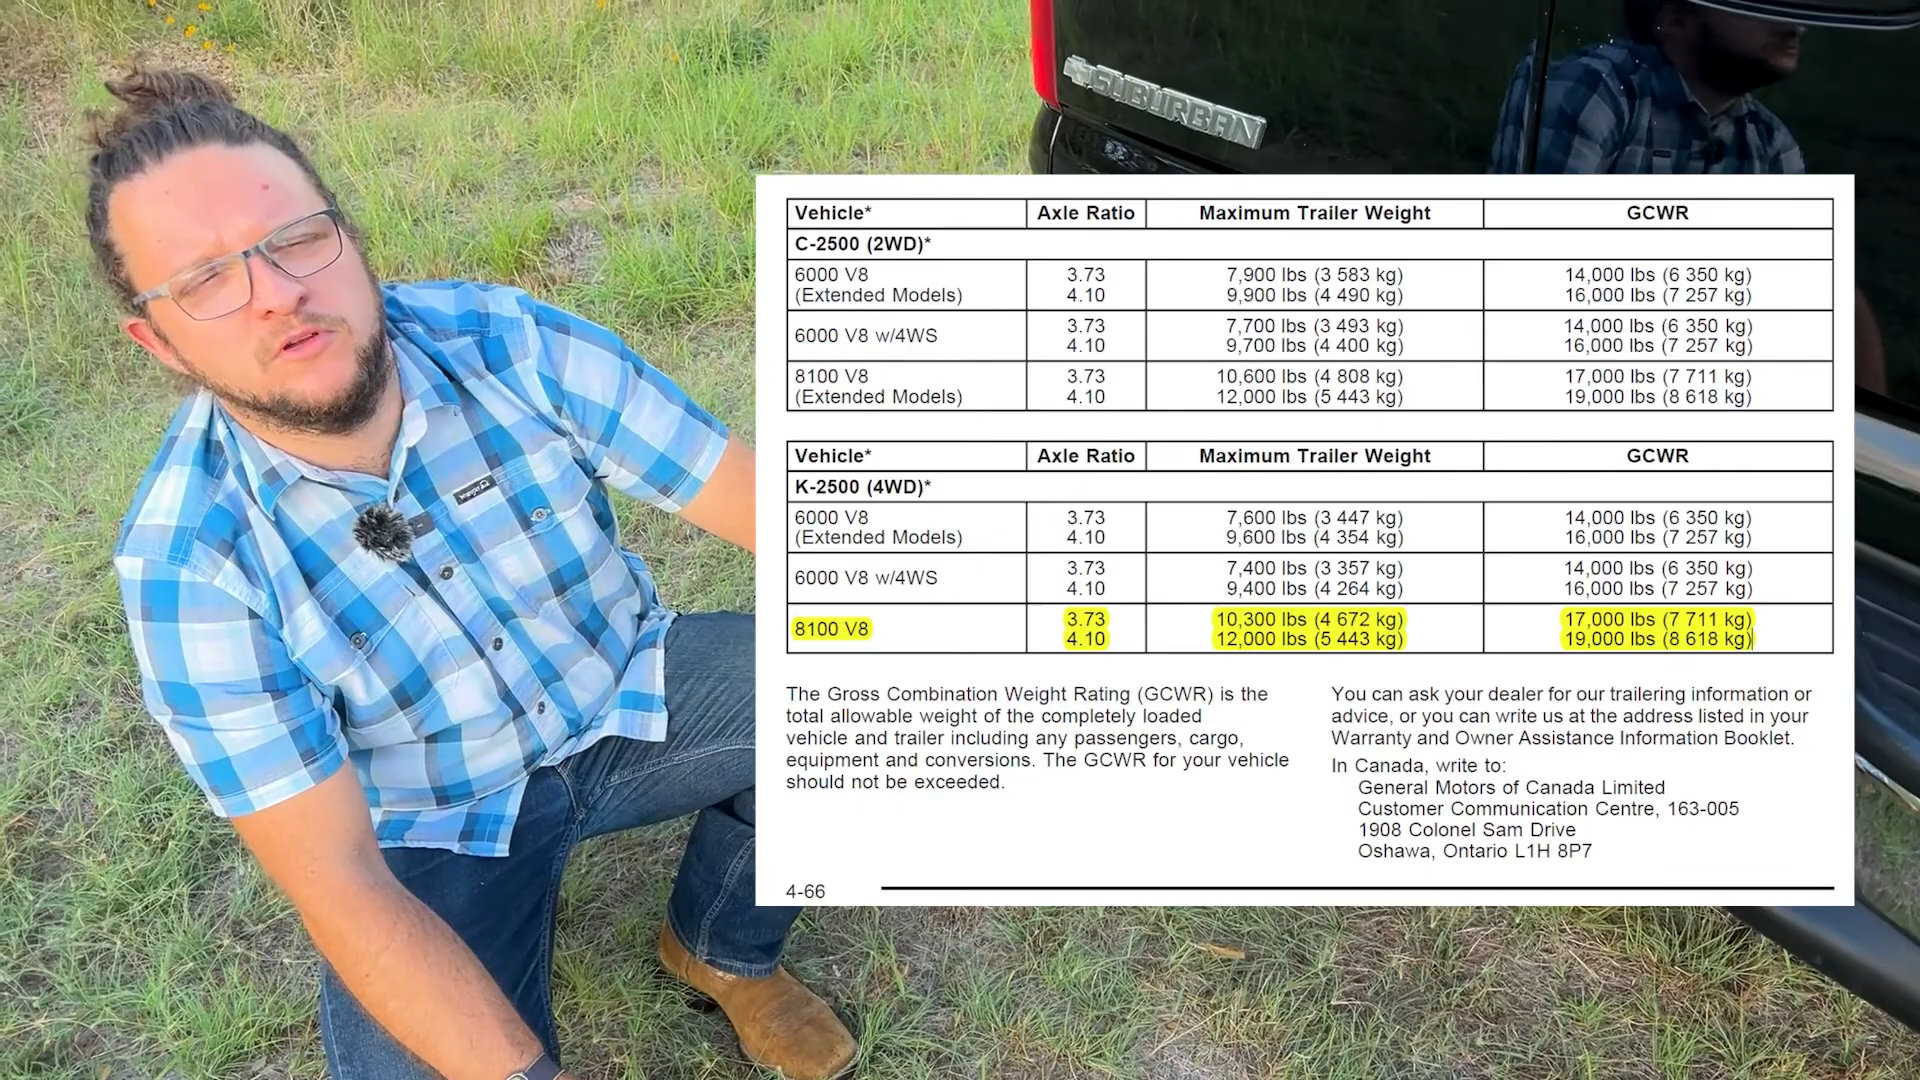 SUBURBAN
Wrangler
Vehicle* Axle Ratio Maximum Trailer Weight GCWR
C-2500 (2WD)*
6000 V8 3.73 7,900 lbs (3 583 kg) 14,000 lbs (6 350 kg)
(Extended Models) 4.10 9,900 lbs (4 490 kg) 16,000 lbs (7 257 kg)
6000 V8 w/4WS 3.73 7,700 lbs (3 493 kg) 14,000 lbs (6 350 kg)
4.10 9,700 lbs (4 400 kg) 16,000 lbs (7 257 kg)
8100 V8 3.73 10,600 lbs (4 808 kg) 17,000 lbs (7 711 kg)
(Extended Models) 4.10 12,000 lbs (5 443 kg) 19,000 lbs (8 618 kg)
Vehicle* Axle Ratio Maximum Trailer Weight GCWR
K-2500 (4WD)*
6000 V8 3.73 7,600 lbs (3 447 kg) 14,000 lbs (6 350 kg)
(Extended Models) 4.10 9,600 lbs (4 354 kg) 16,000 lbs (7 257 kg)
6000 V8 w/4WS 3.73 7,400 lbs (3 357 kg) 14,000 lbs (6 350 kg)
4.10 9,400 lbs (4 264 kg) 16,000 lbs (7 257 kg)
8100 V8 3.73 10,300 lbs (4 672 kg) 17,000 lbs (7 711 kg)
4.10 12,000 lbs (5 443 kg) 19,000 lbs (8 618 kg)
The Gross Combination Weight Rating (GCWR) is the
total allowable weight of the completely loaded
vehicle and trailer including any passengers, cargo,
equipment and conversions. The GCWR for your vehicle
should not be exceeded.
You can ask your dealer for our trailering information or
advice, or you can write us at the address listed in your
Warranty and Owner Assistance Information Booklet.
In Canada, write to:
General Motors of Canada Limited
Customer Communication Centre, 163-005
1908 Colonel Sam Drive
Oshawa, Ontario L1H 8P7
4-66